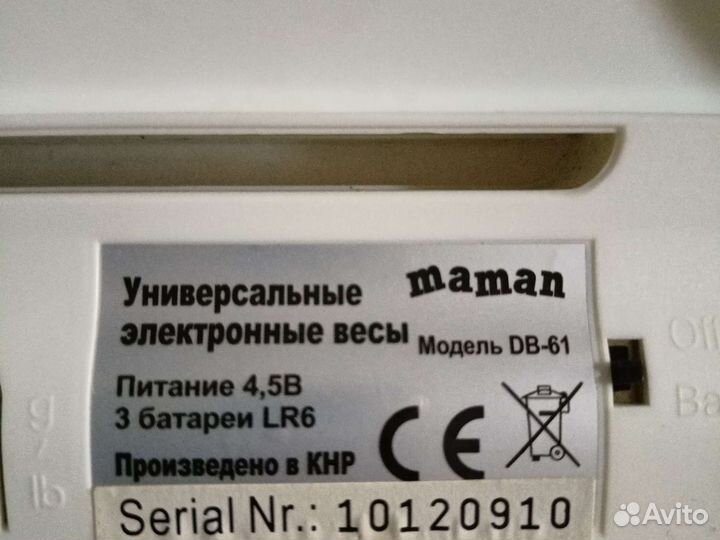 maman
Универсальные
электронные весы
Модель DB-61
Питание 4,5В
3 батареи LR6
CE
Произведено в КНР
Serial Nr.: 10120910
g
lb
Avito